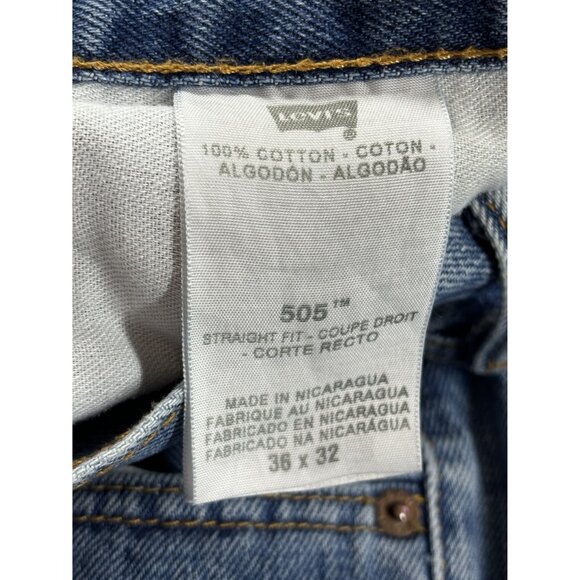 Levi's
®
100% COTTON - COTON -
ALGODÓN - ALGODÃO
505™
STRAIGHT FIT - COUPE DROIT
- CORTE RECTO
MADE IN NICARAGUA
FABRIQUE AU NICARAGUA
FABRICADO EN NICARAGUA
FABRICADO NA NICARÁGUA
36 x 32